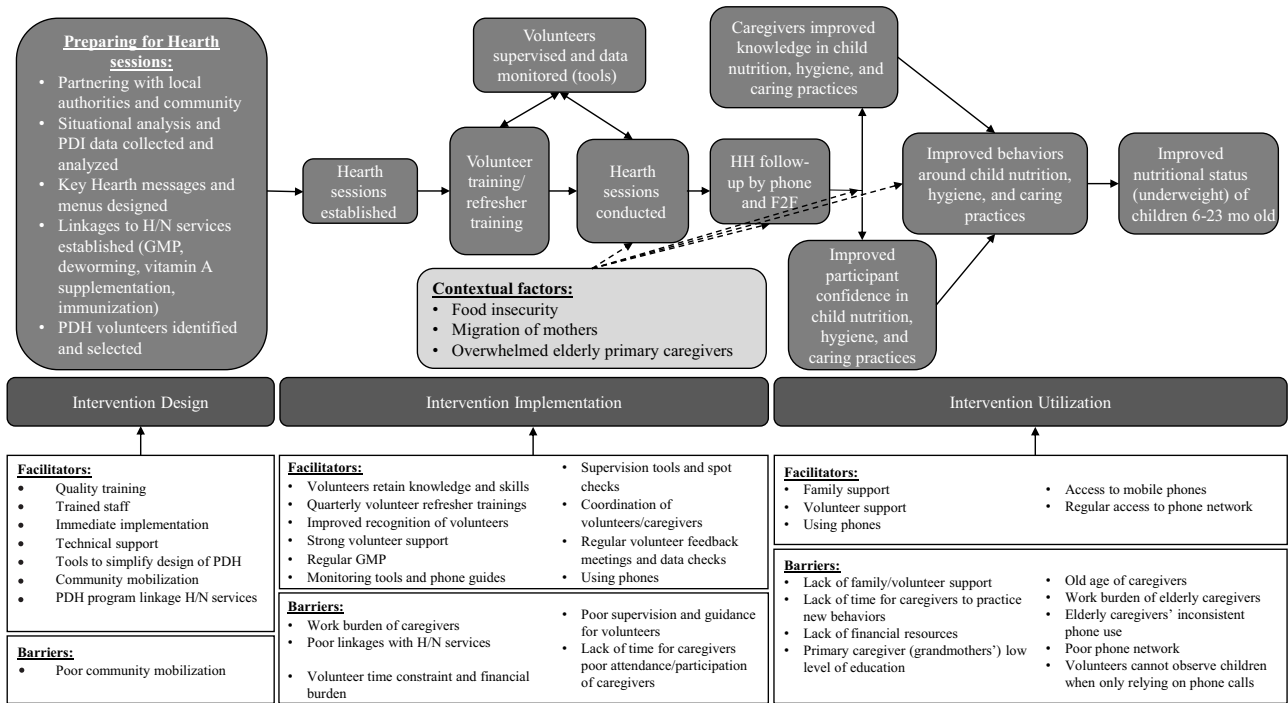 Preparing for Hearth
sessions:
• Partnering with local
authorities and community
• Situational analysis and
PDI data collected and
analyzed
• Key Hearth messages and
menus designed
• Linkages to H/N services
established (GMP,
deworming, vitamin A
supplementation,
immunization)
• PDH volunteers identified
and selected
Hearth
sessions
established
Volunteers
supervised and data
monitored (tools)
Volunteer
training/
refresher
training
Hearth
sessions
conducted
HH follow-
up by phone
and F2F
Caregivers improved
knowledge in child
nutrition, hygiene, and
caring practices
Improved
participant
confidence in
child nutrition,
hygiene, and
caring practices
Improved behaviors
around child nutrition,
hygiene, and caring
practices
Improved
nutritional status
(underweight) of
children 6-23 mo old
Contextual factors:
• Food insecurity
• Migration of mothers
• Overwhelmed elderly primary caregivers
Intervention Design
Intervention Implementation
Intervention Utilization
Facilitators:
• Quality training
• Trained staff
• Immediate implementation
• Technical support
• Tools to simplify design of PDH
• Community mobilization
• PDH program linkage H/N services
Barriers:
• Poor community mobilization
Facilitators:
• Volunteers retain knowledge and skills
• Quarterly volunteer refresher trainings
• Improved recognition of volunteers
• Strong volunteer support
• Regular GMP
• Monitoring tools and phone guides
• Supervision tools and spot
checks
• Coordination of
volunteers/caregivers
• Regular volunteer feedback
meetings and data checks
• Using phones
Barriers:
• Work burden of caregivers
• Poor linkages with H/N services
• Volunteer time constraint and financial
burden
• Poor supervision and guidance
for volunteers
• Lack of time for caregivers
poor attendance/participation
of caregivers
Facilitators:
• Family support
• Volunteer support
• Using phones
• Access to mobile phones
• Regular access to phone network
Barriers:
• Lack of family/volunteer support
• Lack of time for caregivers to practice
new behaviors
• Lack of financial resources
• Primary caregiver (grandmothers’) low
level of education
• Old age of caregivers
• Work burden of elderly caregivers
• Elderly caregivers’ inconsistent
phone use
• Poor phone network
• Volunteers cannot observe children
when only relying on phone calls